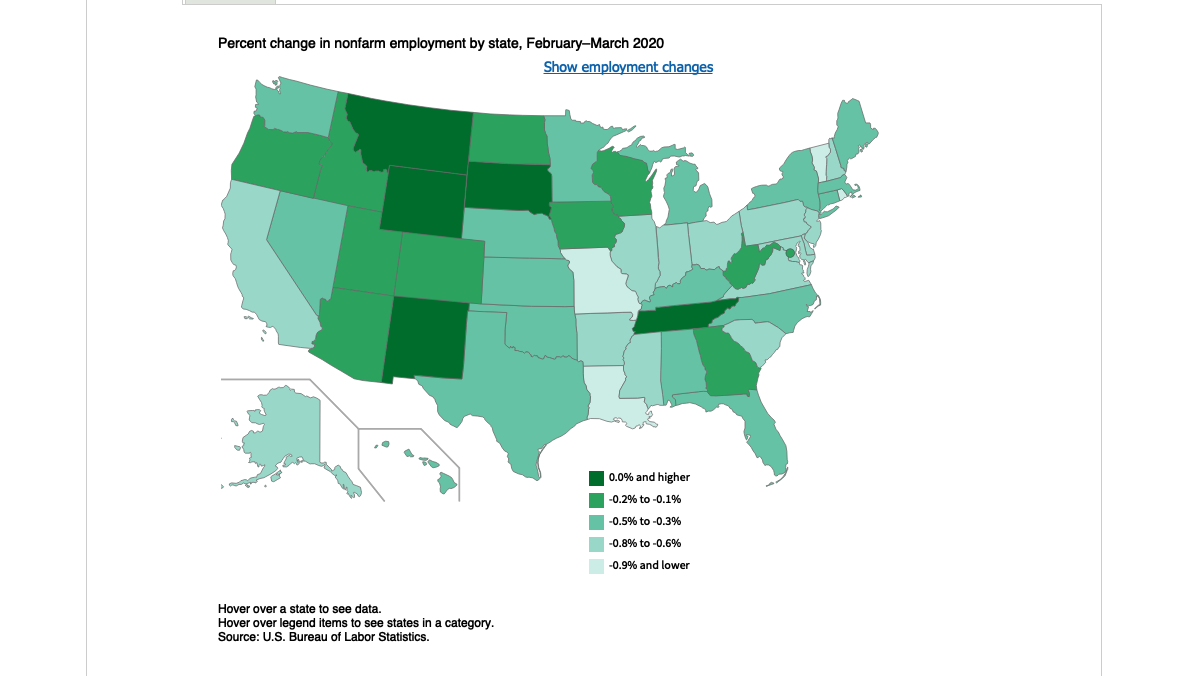 Percent change in nonfarm employment by state, February–March 2020
Show employment changes
0.0% and higher
-0.2% to -0.1%
-0.5% to -0.3%
-0.8% to -0.6%
-0.9% and lower
Hover over a state to see data.
Hover over legend items to see states in a category.
Source: U.S. Bureau of Labor Statistics.